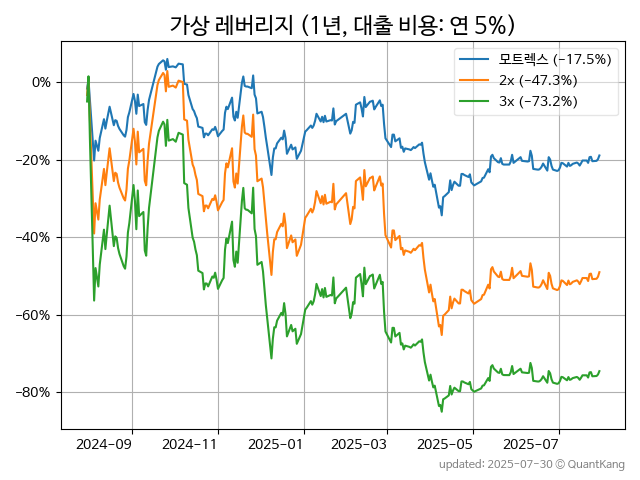 가상 레버리지 (1년, 대출 비용: 연 5%)
모트렉스 (−17.5%)
2x (−47.3%)
3x (−73.2%)
0%
−20%
−40%
−60%
−80%
2024-09 2024-11 2025-01 2025-03 2025-05 2025-07
updated: 2025-07-30 © QuantKang